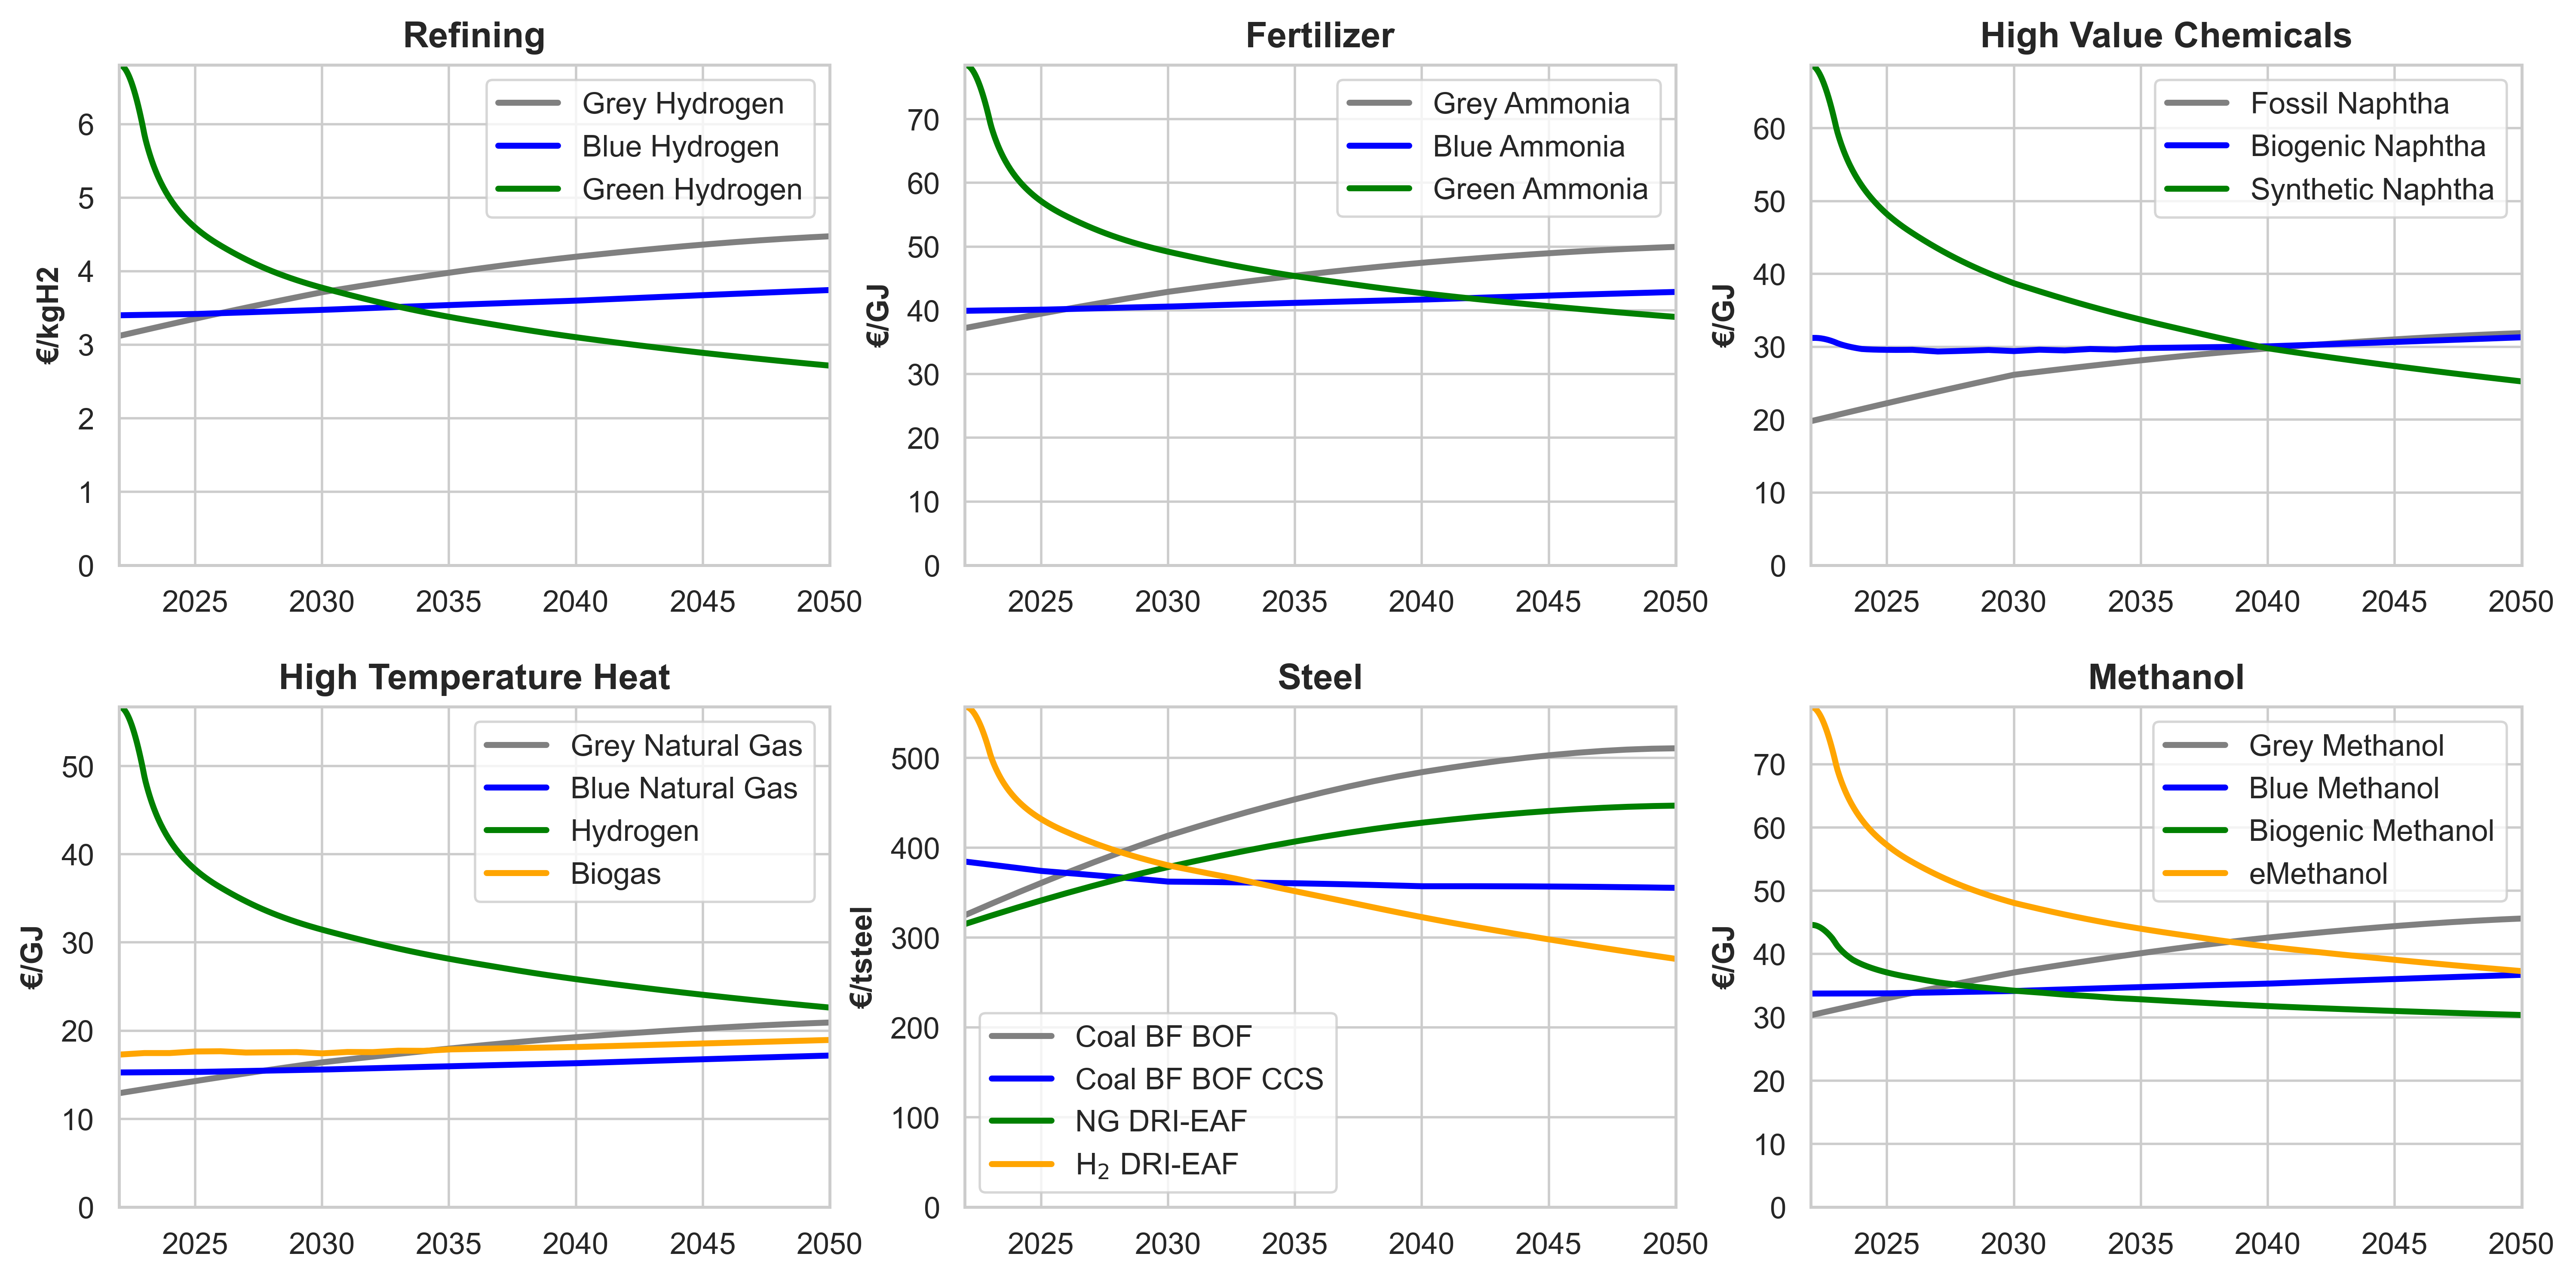 Refining
€/kgH2
6
5
4
3
2
1
0
2025 2030 2035 2040 2045 2050
Grey Hydrogen
Blue Hydrogen
Green Hydrogen
Fertilizer
€/GJ
70
60
50
40
30
20
10
0
2025 2030 2035 2040 2045 2050
Grey Ammonia
Blue Ammonia
Green Ammonia
High Value Chemicals
€/GJ
60
50
40
30
20
10
0
2025 2030 2035 2040 2045 2050
Fossil Naphtha
Biogenic Naphtha
Synthetic Naphtha
High Temperature Heat
€/GJ
50
40
30
20
10
0
2025 2030 2035 2040 2045 2050
Grey Natural Gas
Blue Natural Gas
Hydrogen
Biogas
Steel
€/tsteel
500
400
300
200
100
0
2025 2030 2035 2040 2045 2050
Coal BF BOF
Coal BF BOF CCS
NG DRI-EAF
H₂ DRI-EAF
Methanol
€/GJ
70
60
50
40
30
20
10
0
2025 2030 2035 2040 2045 2050
Grey Methanol
Blue Methanol
Biogenic Methanol
eMethanol